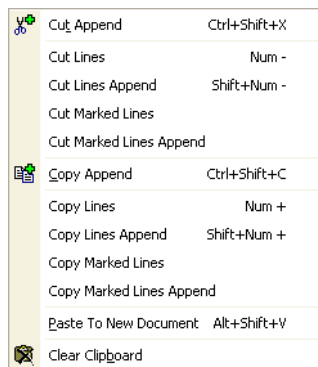 Cut Append Ctrl+Shift+X
Cut Lines Num -
Cut Lines Append Shift+Num -
Cut Marked Lines
Cut Marked Lines Append
Copy Append Ctrl+Shift+C
Copy Lines Num +
Copy Lines Append Shift+Num +
Copy Marked Lines
Copy Marked Lines Append
Paste To New Document Alt+Shift+V
Clear Clipboard